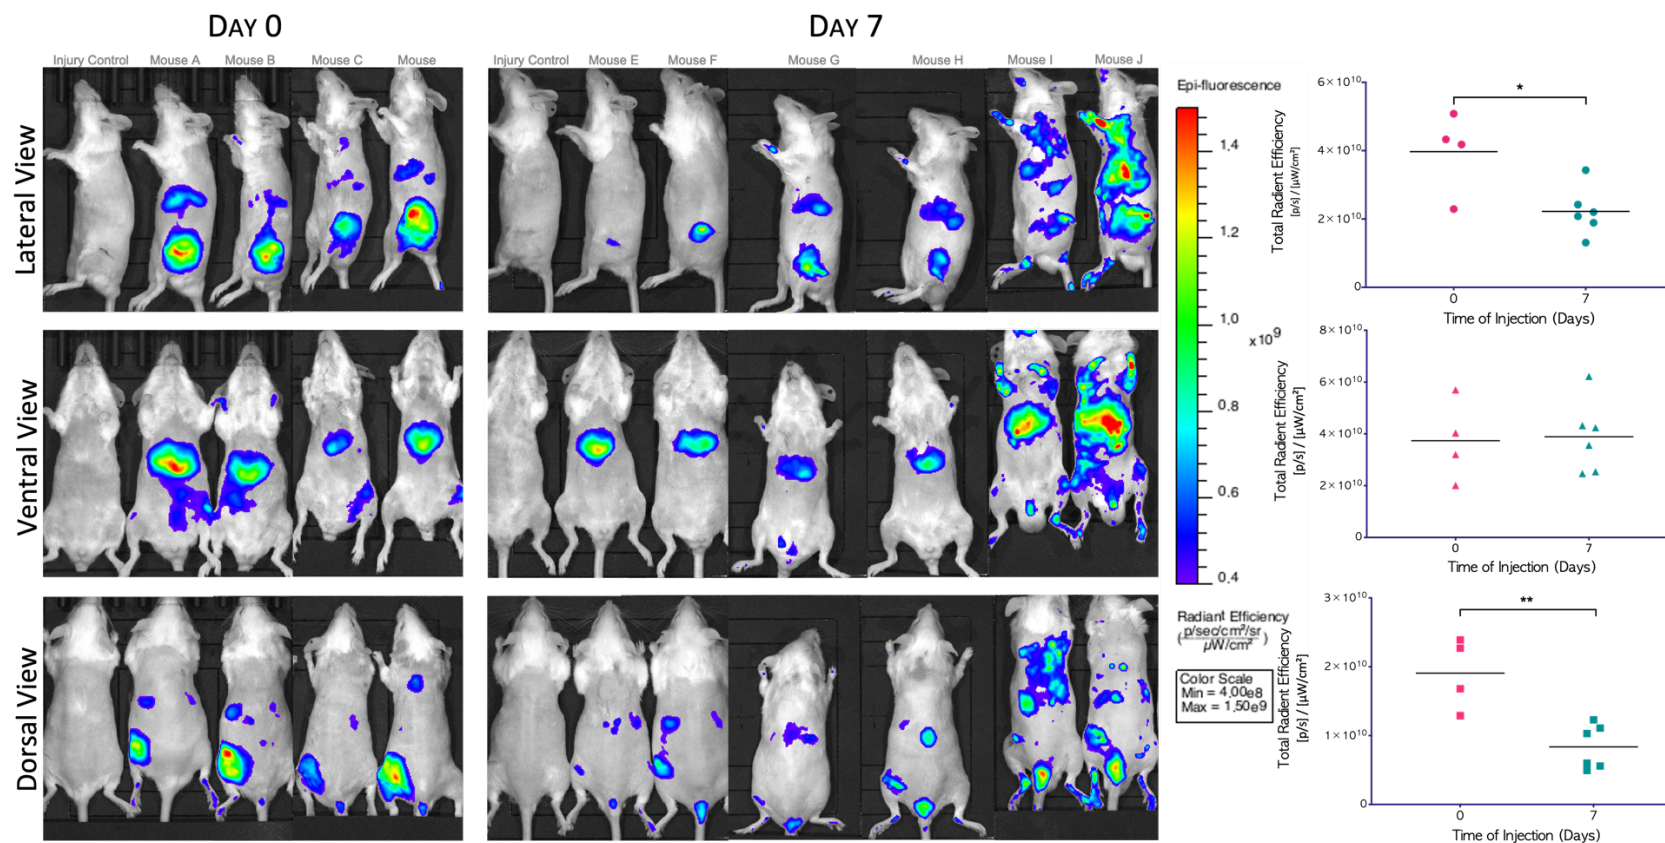 DAY 0
DAY 7
Injury Control Mouse A Mouse B Mouse C Mouse
Injury Control Mouse E Mouse F Mouse G Mouse H Mouse I Mouse J
Lateral View
Ventral View
Dorsal View
Epi-fluorescence
1.4
1.2
1.0
x10⁹
0.8
0.6
0.4
Radiant Efficiency
(p/sec/cm²/sr / µW/cm²)
Color Scale
Min = 4.00e8
Max = 1.50e9
Total Radient Efficiency
[p/s] / [µW/cm²]
6×10¹⁰
4×10¹⁰
2×10¹⁰
0
*
0 7
Time of Injection (Days)
Total Radient Efficiency
[p/s] / [µW/cm²]
8×10¹⁰
6×10¹⁰
4×10¹⁰
2×10¹⁰
0
0 7
Time of Injection (Days)
Total Radient Efficiency
[p/s] / [µW/cm²]
3×10¹⁰
2×10¹⁰
1×10¹⁰
0
**
0 7
Time of Injection (Days)